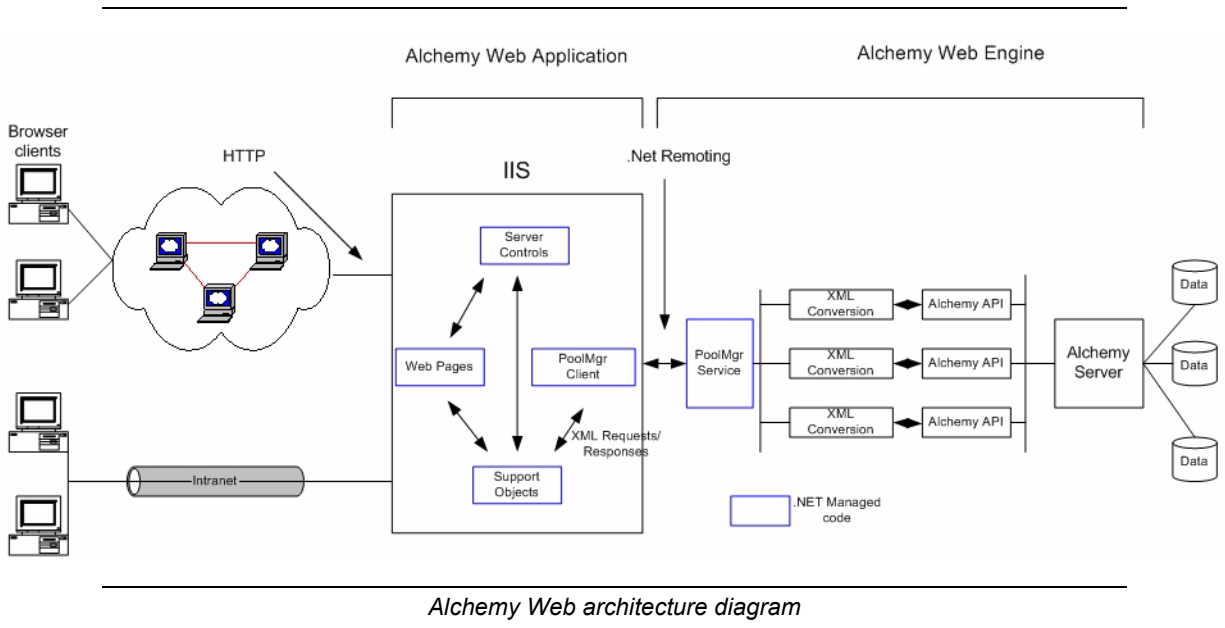 Alchemy Web Application
Alchemy Web Engine
Browser
clients
HTTP
.Net Remoting
IIS
Server
Controls
Web Pages
PoolMgr
Client
XML Requests/
Responses
Support
Objects
Intranet
PoolMgr
Service
XML
Conversion
Alchemy API
XML
Conversion
Alchemy API
XML
Conversion
Alchemy API
Alchemy
Server
Data
Data
Data
.NET Managed
code
Alchemy Web architecture diagram